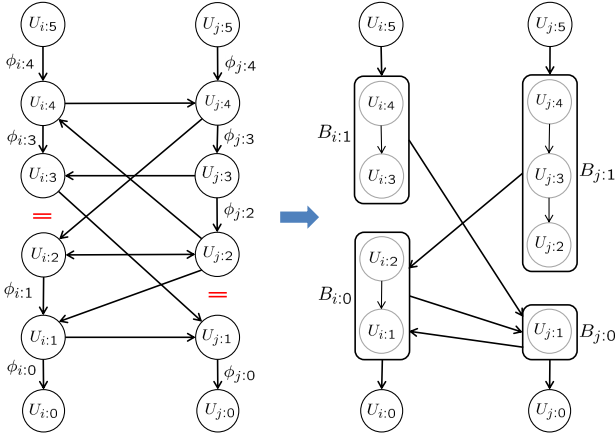 U_{i:5} U_{j:5} U_{i:5} U_{j:5}
ϕ_{i:4} ϕ_{j:4}
U_{i:4} U_{j:4} U_{i:4} U_{j:4}
ϕ_{i:3} ϕ_{j:3} B_{i:1}
U_{i:3} U_{j:3} U_{i:3} U_{j:3} B_{j:1}
= ϕ_{j:2}
U_{i:2} U_{j:2} U_{i:2} U_{j:2}
ϕ_{i:1} = B_{i:0}
U_{i:1} U_{j:1} U_{i:1} U_{j:1} B_{j:0}
ϕ_{i:0} ϕ_{j:0}
U_{i:0} U_{j:0} U_{i:0} U_{j:0}